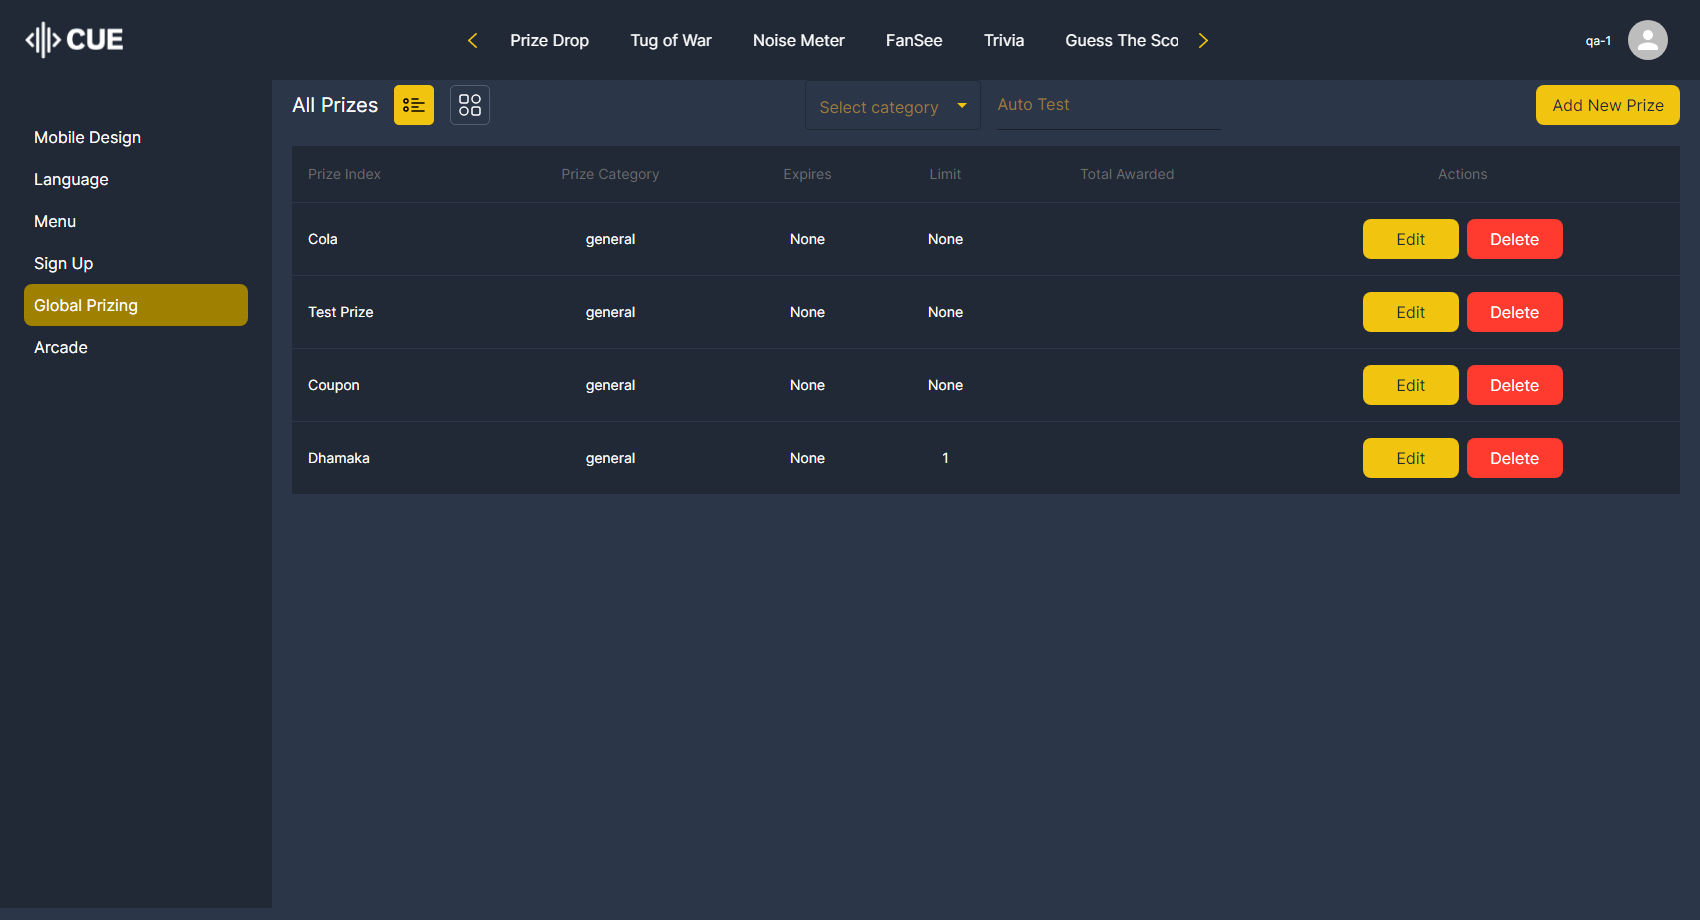 CUE
Prize Drop Tug of War Noise Meter FanSee Trivia Guess The Sco
qa-1
Mobile Design
Language
Menu
Sign Up
Global Prizing
Arcade
All Prizes Select category Auto Test Add New Prize
Prize Index Prize Category Expires Limit Total Awarded Actions
Cola general None None Edit Delete
Test Prize general None None Edit Delete
Coupon general None None Edit Delete
Dhamaka general None 1 Edit Delete